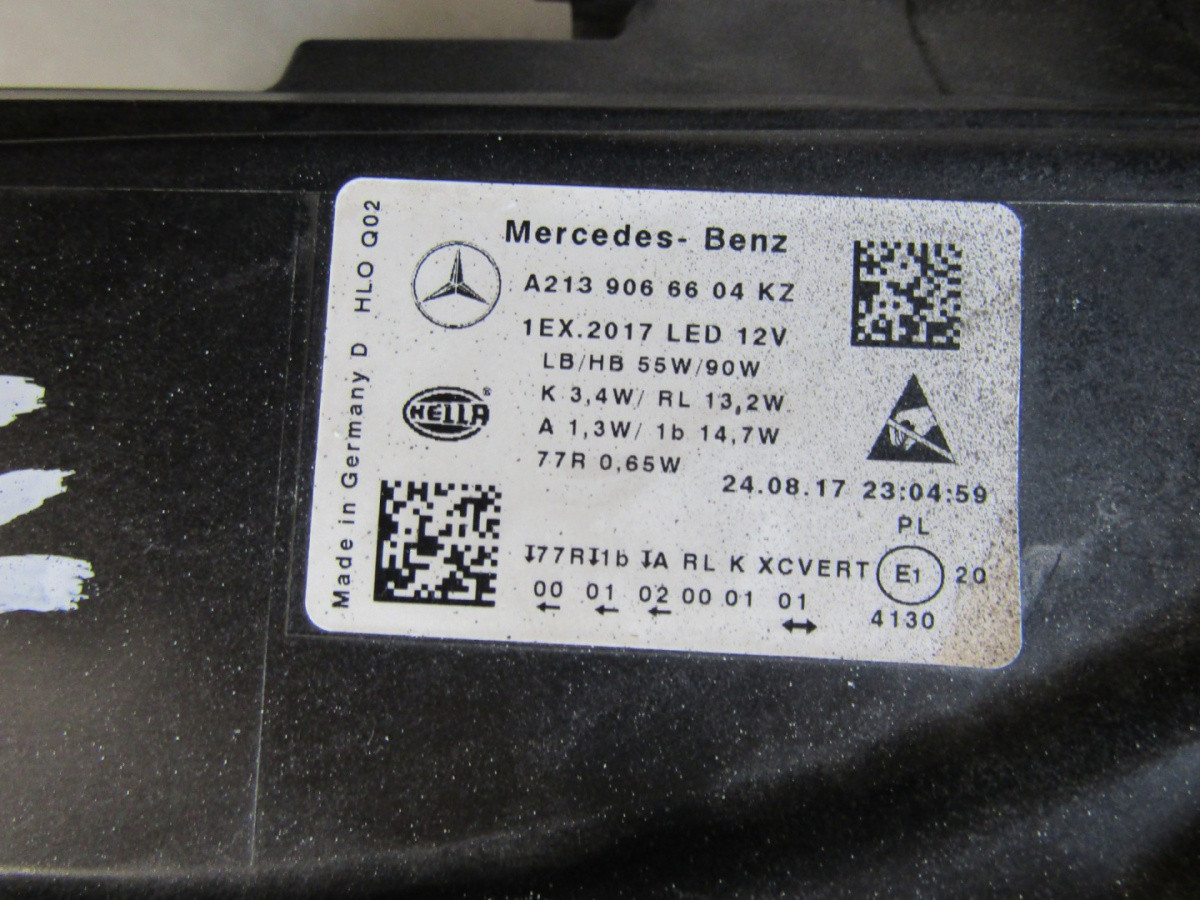 Mercedes- Benz
A213 906 66 04 KZ
1EX.2017 LED 12V
LB/HB 55W/90W
K 3,4W/ RL 13,2W
A 1,3W/ 1b 14,7W
77R 0,65W
24.08.17 23:04:59
PL
↓77R↓1b ↓A RL K XCVERT E1 20
00 01 02 00 01 01
← ← ← ↔
4130
HELLA®
Made in Germany D HLO Q02